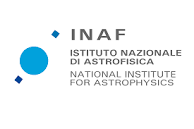 INAF
ISTITUTO NAZIONALE
DI ASTROFISICA
NATIONAL INSTITUTE
FOR ASTROPHYSICS